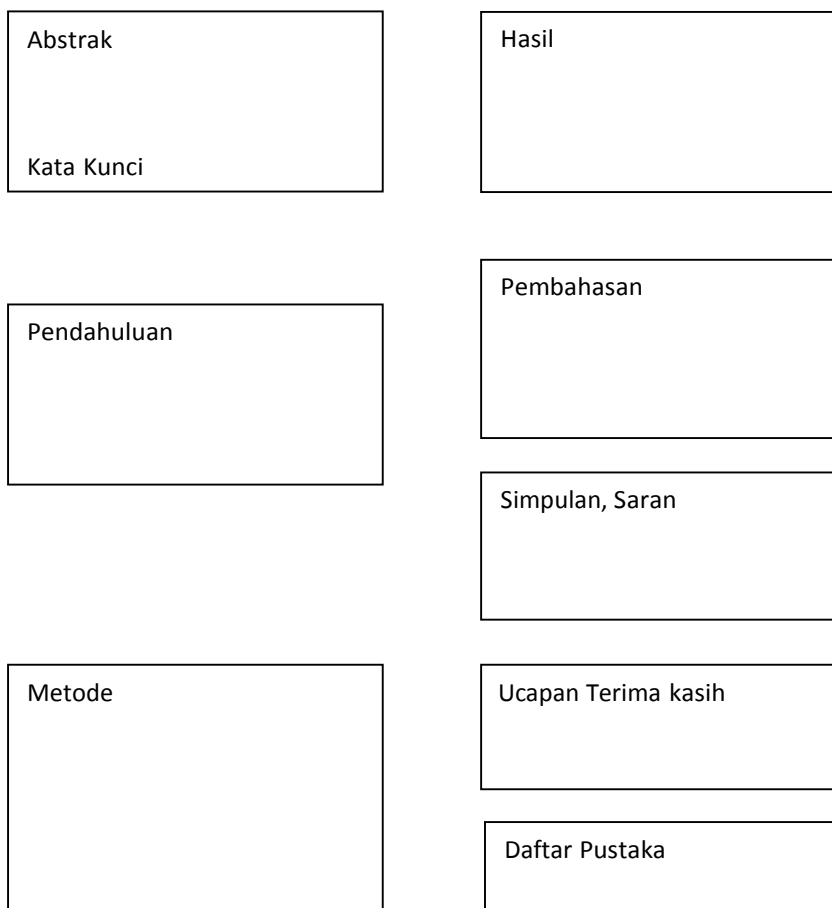 Abstrak
Kata Kunci
Pendahuluan
Metode
Hasil
Pembahasan
Simpulan, Saran
Ucapan Terima kasih
Daftar Pustaka